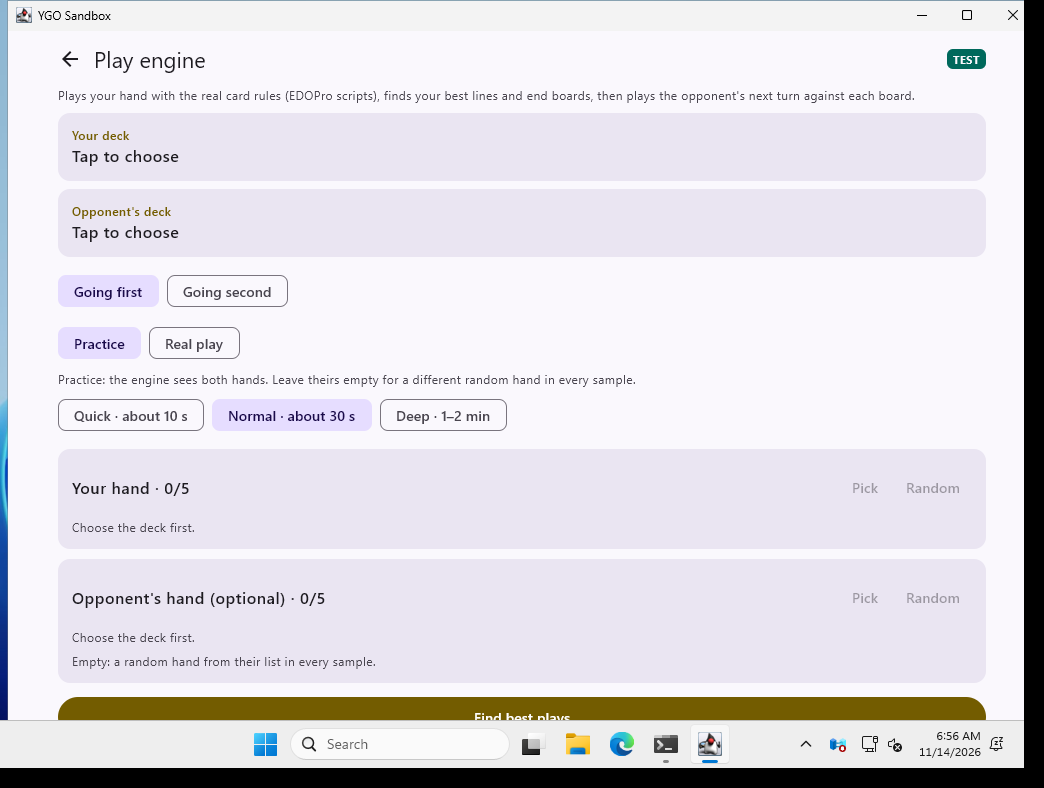 YGO Sandbox
Play engine
TEST
Plays your hand with the real card rules (EDOPro scripts), finds your best lines and end boards, then plays the opponent's next turn against each board.
Your deck
Tap to choose
Opponent's deck
Tap to choose
Going first
Going second
Practice
Real play
Practice: the engine sees both hands. Leave theirs empty for a different random hand in every sample.
Quick · about 10 s
Normal · about 30 s
Deep · 1–2 min
Your hand · 0/5
Pick
Random
Choose the deck first.
Opponent's hand (optional) · 0/5
Pick
Random
Choose the deck first.
Empty: a random hand from their list in every sample.
Find best plays
Search
6:56 AM
11/14/2026